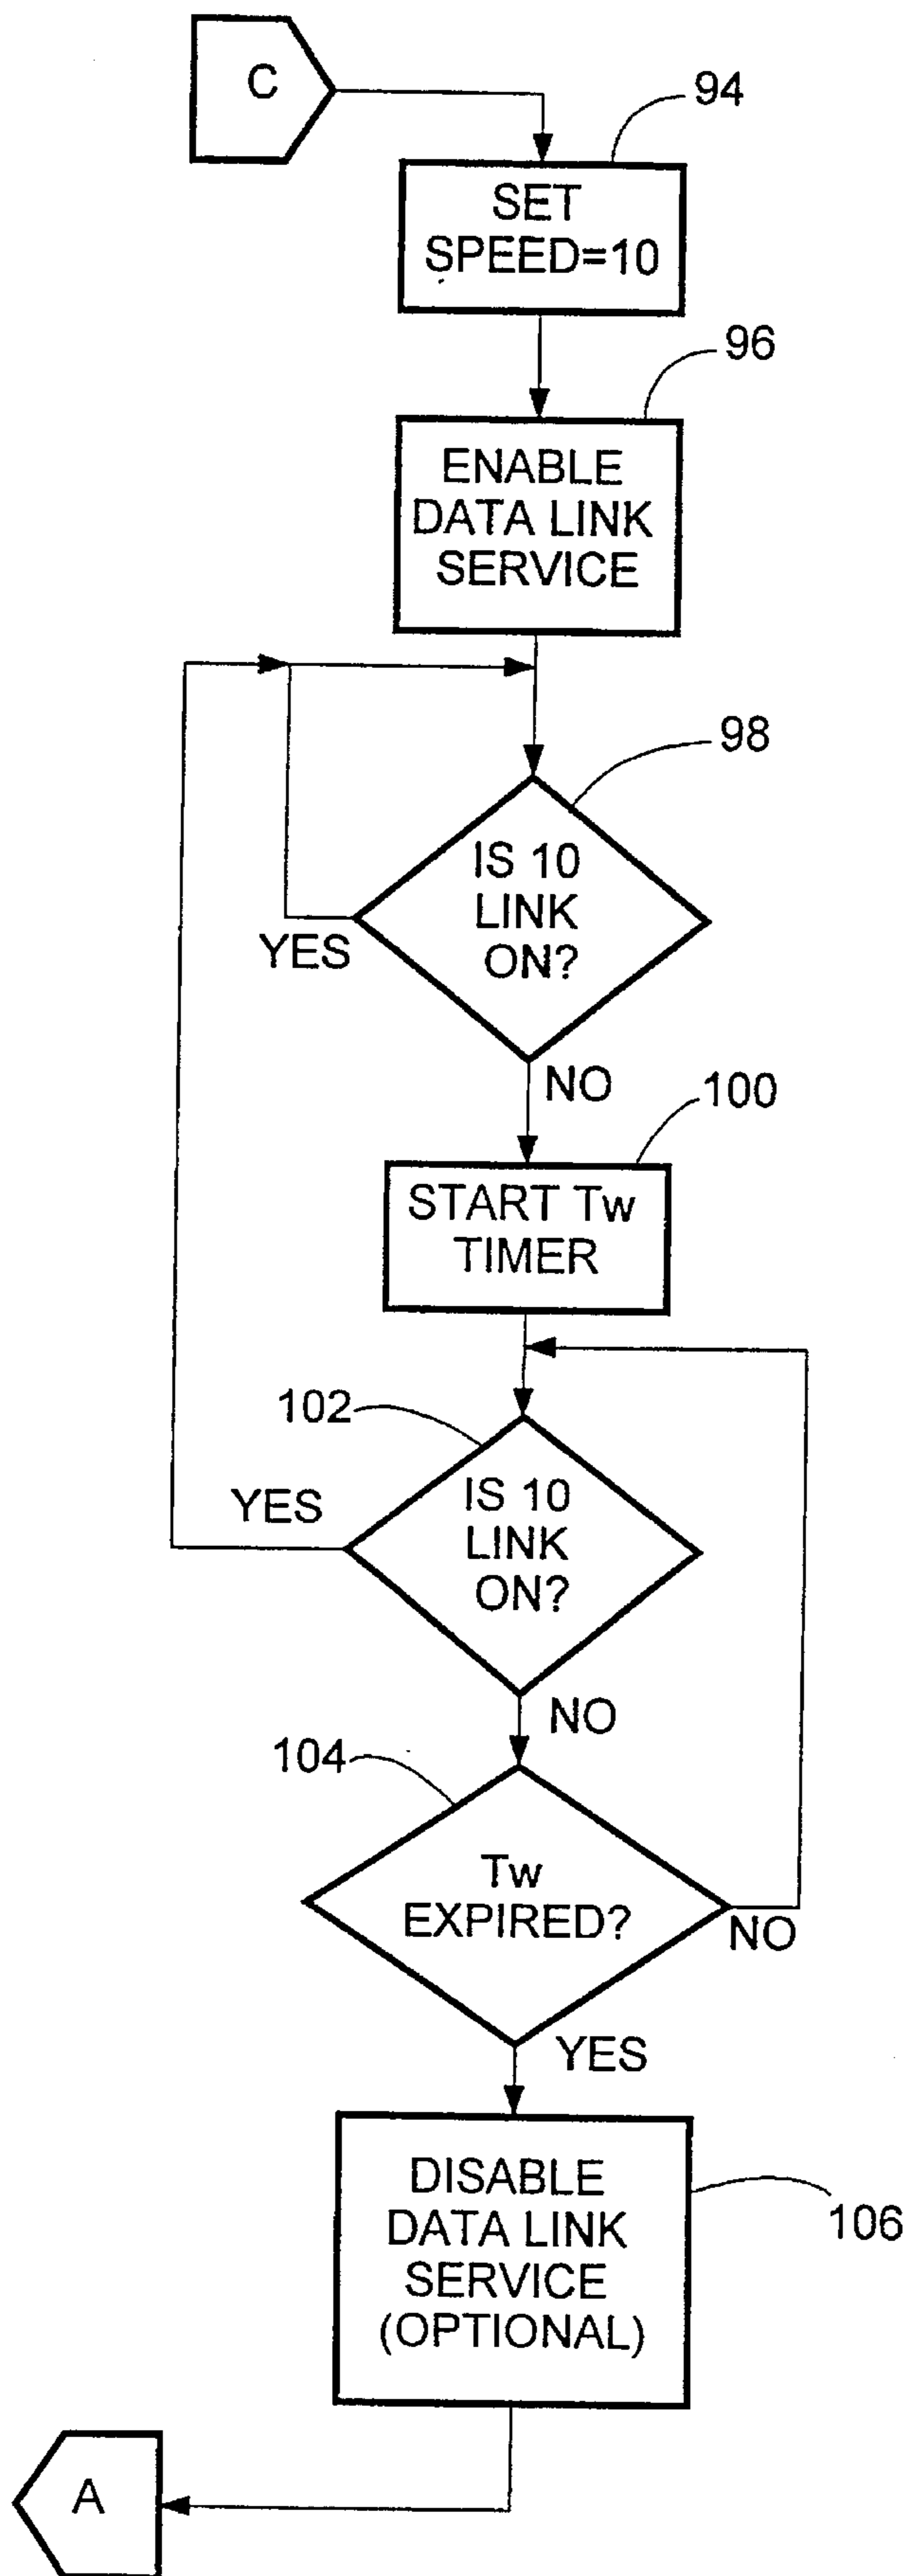 C
94
SET
SPEED=10
96
ENABLE
DATA LINK
SERVICE
98
IS 10
LINK
ON?
YES
NO
100
START Tw
TIMER
102
YES
IS 10
LINK
ON?
NO
104
Tw
EXPIRED?
NO
YES
DISABLE
DATA LINK
SERVICE
(OPTIONAL)
106
A